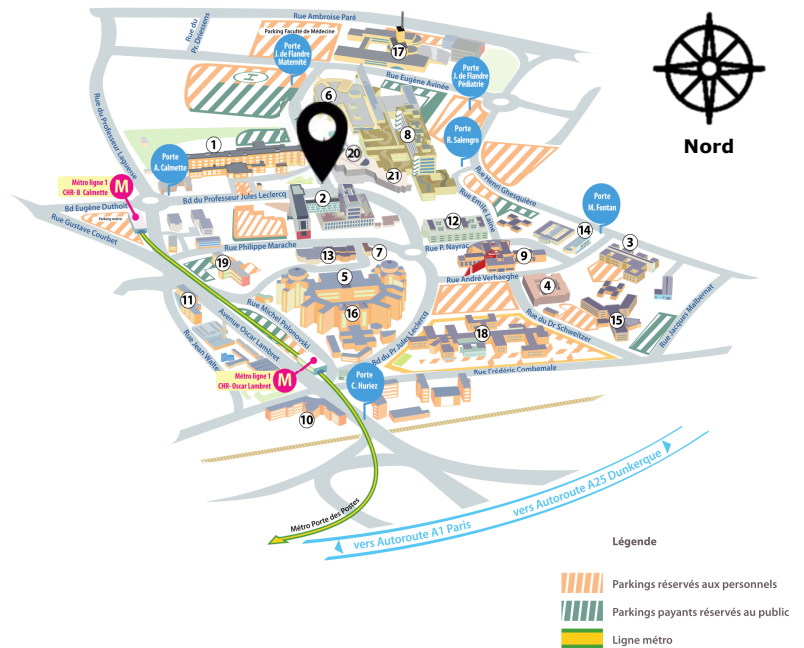 Rue Ambroise Paré
Rue du
Pr. Driessens
Parking Faculté de Médecine
17
Porte
J. de Flandre
Maternité
Porte
J. de Flandre
Pédiatrie
Rue Eugène Avinée
Nord
H
6
Rue du Professeur Laguesse
8
Porte
R. Salengro
1
20
Porte
A. Calmette
21
Rue Henri Ghesquière
Métro ligne 1
CHR-B Calmette
M
Bd du Professeur Jules Leclercq
2
Rue Emile Laine
Porte
M. Fontan
Bd Eugène Duthoit
Parking métro
12
14
Rue Gustave Courbet
Rue Philippe Marache
13
7
Rue P. Nayrac
9
3
19
5
Rue André Verhaeghe
4
11
16
Rue Michel Polonovski
Avenue Oscar Lambret
Rue Jean Walter
Bd du Pr Jules Leclercq
18
Rue du Dr Schweitzer
15
Rue Jacques Malbernat
Métro ligne 1
CHR- Oscar Lambret
M
Porte
C. Huriez
Rue Frédéric Combemale
10
Métro Porte des Postes
vers Autoroute A1 Paris
vers Autoroute A25 Dunkerque
Légende
Parkings réservés aux personnels
Parkings payants réservés au public
Ligne métro